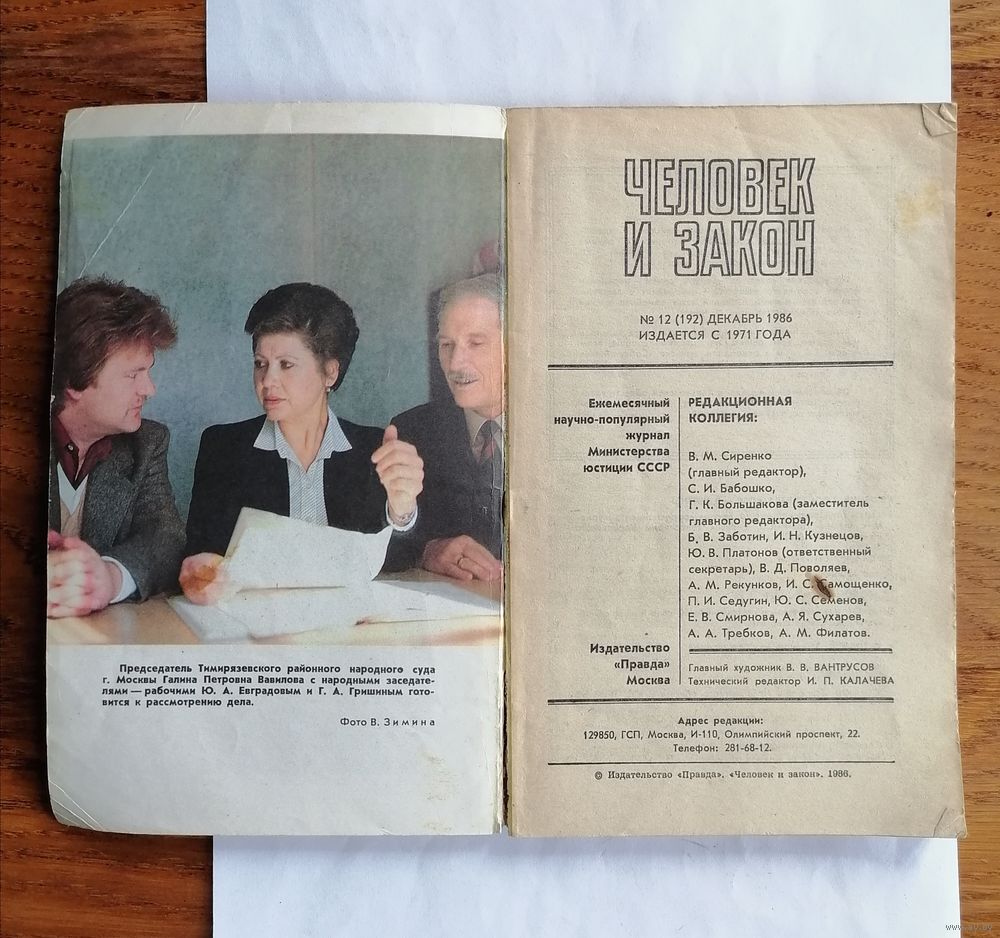 Председатель Тимирязевского районного народного суда
г. Москвы Галина Петровна Вавилова с народными заседате-
лями — рабочими Ю. А. Евградовым и Г. А. Гришиным гото-
вится к рассмотрению дела.
Фото В. Зимина
ЧЕЛОВЕК
И ЗАКОН
№ 12 (192) ДЕКАБРЬ 1986
ИЗДАЕТСЯ С 1971 ГОДА
Ежемесячный
научно-популярный
журнал
Министерства
юстиции СССР
РЕДАКЦИОННАЯ
КОЛЛЕГИЯ:
В. М. Сиренко
(главный редактор),
С. И. Бабошко,
Г. К. Большакова (заместитель
главного редактора),
Б. В. Заботин, И. Н. Кузнецов,
Ю. В. Платонов (ответственный
секретарь), В. Д. Поволяев,
А. М. Рекунков, И. С. Самощенко,
П. И. Седугин, Ю. С. Семенов,
Е. В. Смирнова, А. Я. Сухарев,
А. А. Требков, А. М. Филатов.
Издательство
«Правда»
Москва
Главный художник В. В. ВАНТРУСОВ
Технический редактор И. П. КАЛАЧЕВА
Адрес редакции:
129850, ГСП, Москва, И-110, Олимпийский проспект, 22.
Телефон: 281-68-12.
© Издательство «Правда». «Человек и закон». 1986.